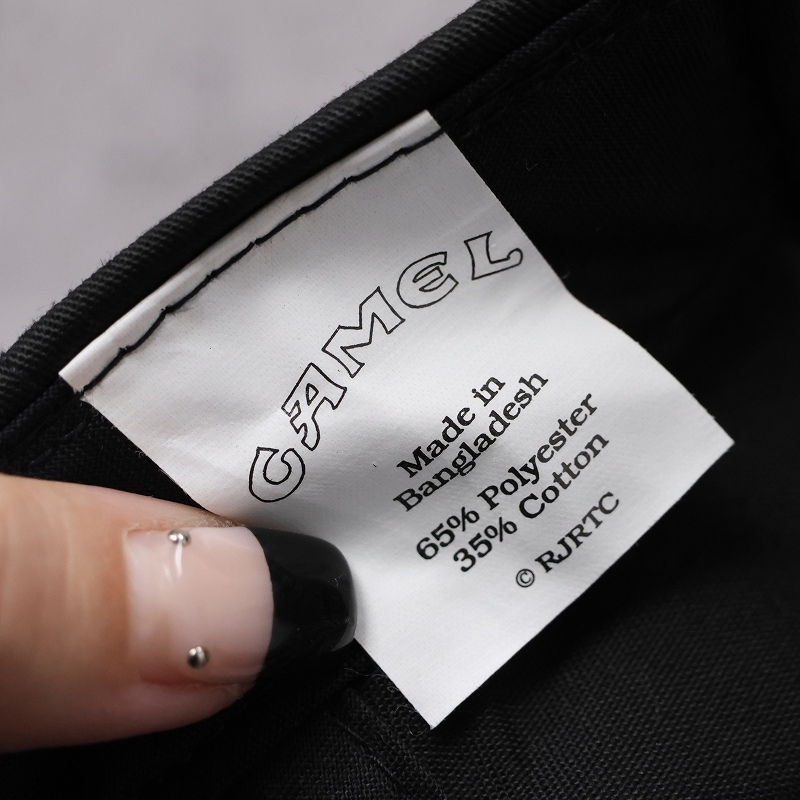 CAMEL
Made in
Bangladesh
65% Polyester
35% Cotton
© RJRTC